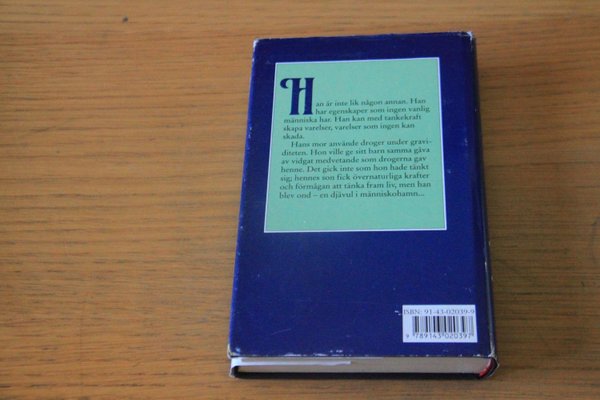 Han är inte lik någon annan. Han
har egenskaper som ingen vanlig
människa har. Han kan med tankekraft
skapa varelser, varelser som ingen kan
skada.
Hans mor använde droger under gravi-
diteten. Hon ville ge sitt barn samma gåva
av vidgat medvetande som drogerna gav
henne. Det gick inte som hon hade tänkt
sig; hennes son fick övernaturliga krafter
och förmågan att tänka fram liv, men han
blev ond – en djävul i människohamn...
ISBN: 91-43-02039-9
9 789143 020397